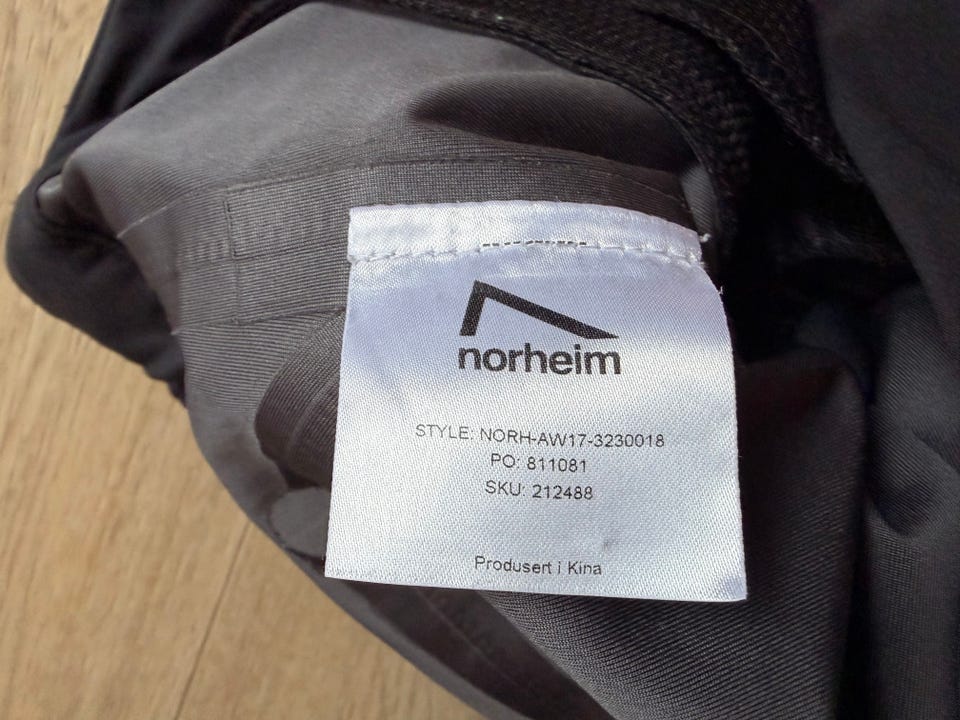 norheim
STYLE: NORH-AW17-3230018
PO: 811081
SKU: 212488
Produsert i Kina